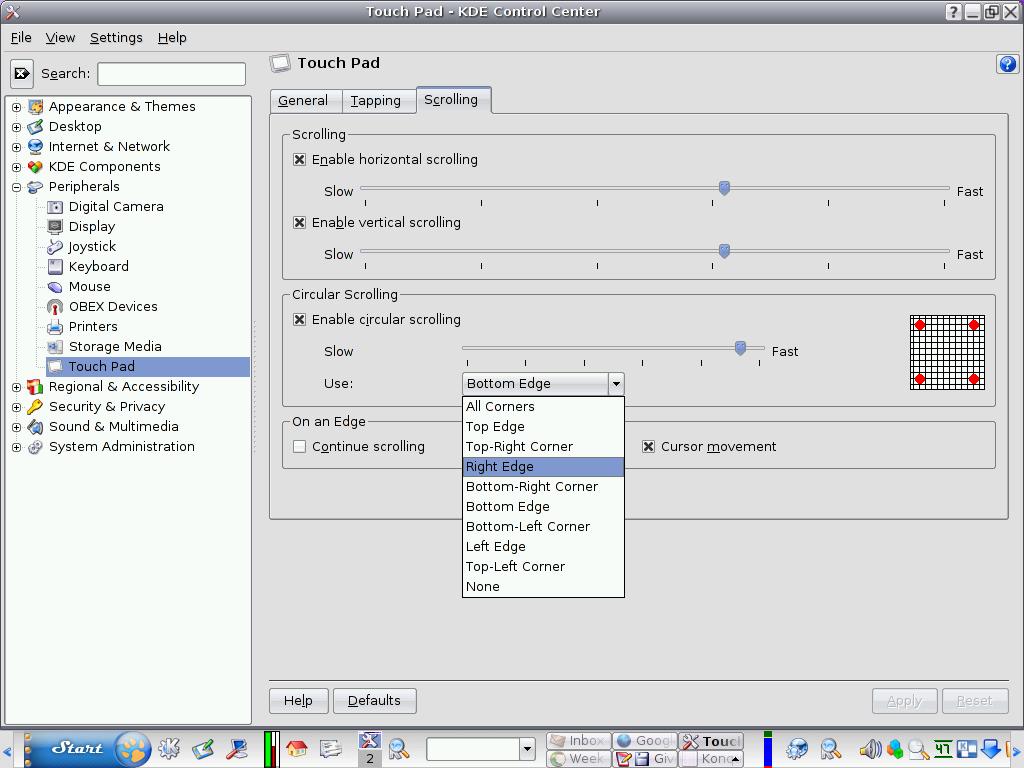 Touch Pad - KDE Control Center
File View Settings Help
Search:
Appearance & Themes
Desktop
Internet & Network
KDE Components
Peripherals
Digital Camera
Display
Joystick
Keyboard
Mouse
OBEX Devices
Printers
Storage Media
Touch Pad
Regional & Accessibility
Security & Privacy
Sound & Multimedia
System Administration
Touch Pad
General Tapping Scrolling
Scrolling
Enable horizontal scrolling
Slow Fast
Enable vertical scrolling
Slow Fast
Circular Scrolling
Enable circular scrolling
Slow Fast
Use: Bottom Edge
All Corners
Top Edge
Top-Right Corner
Right Edge
Bottom-Right Corner
Bottom Edge
Bottom-Left Corner
Left Edge
Top-Left Corner
None
On an Edge
Continue scrolling Cursor movement
Help Defaults Apply Reset
Start 2 Inbox Goog Toucl 47
Week Giv Kon